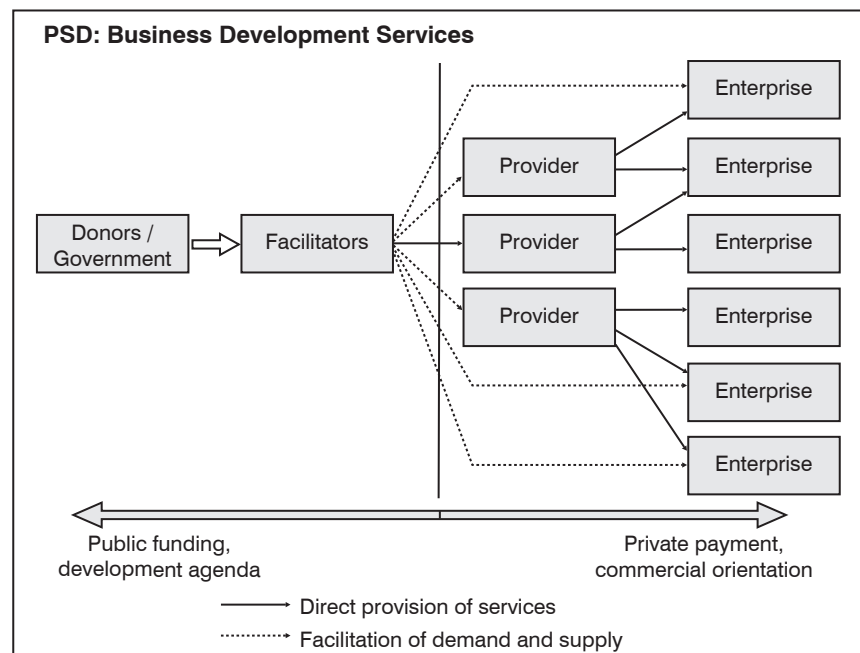 PSD: Business Development Services
Enterprise
Provider
Enterprise
Donors /
Government
Facilitators
Provider
Enterprise
Provider
Enterprise
Enterprise
Enterprise
Public funding,
development agenda
Private payment,
commercial orientation
Direct provision of services
Facilitation of demand and supply